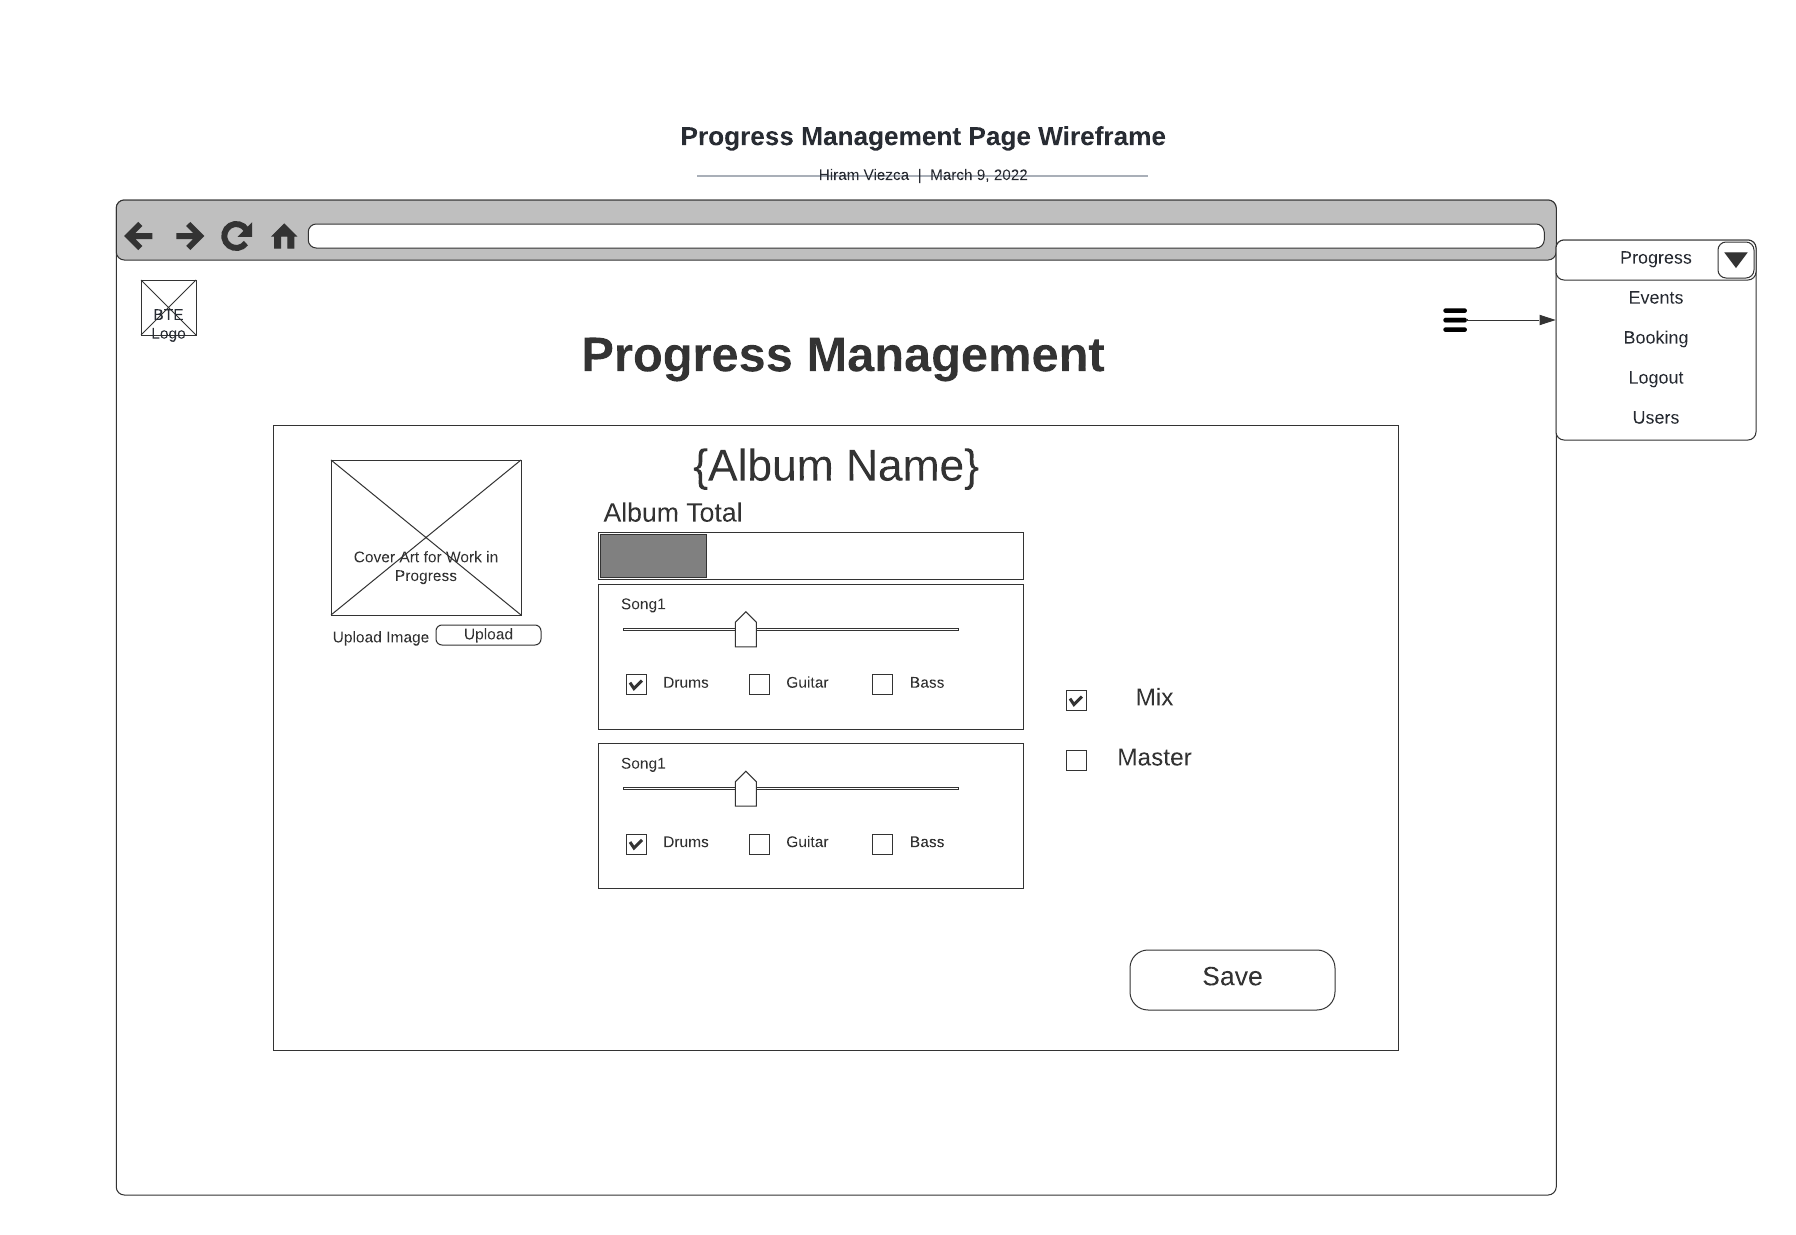 Progress Management Page Wireframe
Hiram Viezca | March 9, 2022
Progress
Events
Booking
Logout
Users
BTE
Logo
Progress Management
{Album Name}
Album Total
Cover Art for Work in
Progress
Upload Image Upload
Song1
Drums Guitar Bass
Mix
Master
Song1
Drums Guitar Bass
Save